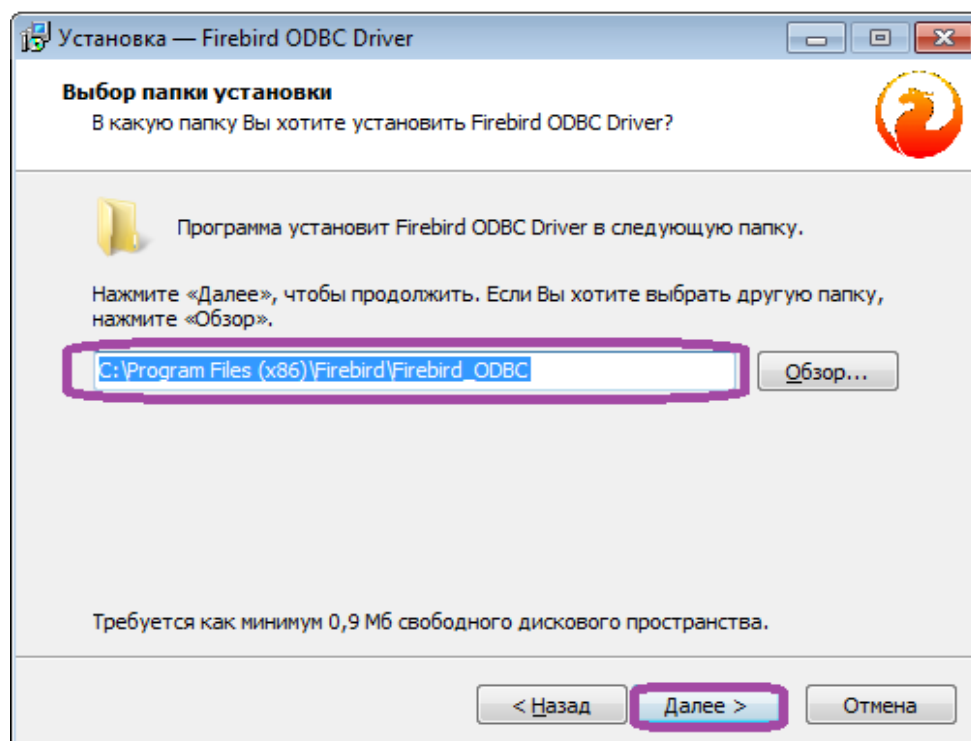 Установка — Firebird ODBC Driver
Выбор папки установки
В какую папку Вы хотите установить Firebird ODBC Driver?
Программа установит Firebird ODBC Driver в следующую папку.
Нажмите «Далее», чтобы продолжить. Если Вы хотите выбрать другую папку,
нажмите «Обзор».
C:\Program Files (x86)\Firebird\Firebird_ODBC
Обзор...
Требуется как минимум 0,9 Мб свободного дискового пространства.
< Назад Далее > Отмена